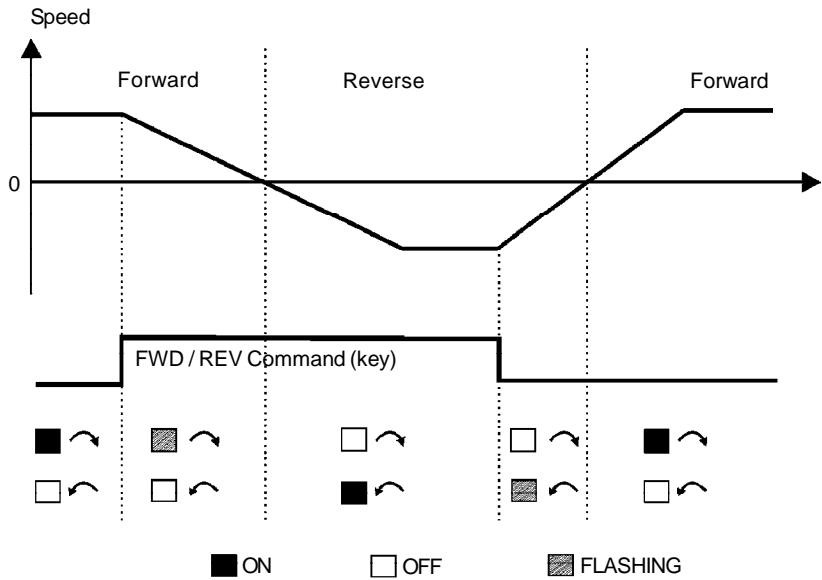 Speed
Forward
Reverse
Forward
0
FWD / REV Command (key)
ON
OFF
FLASHING